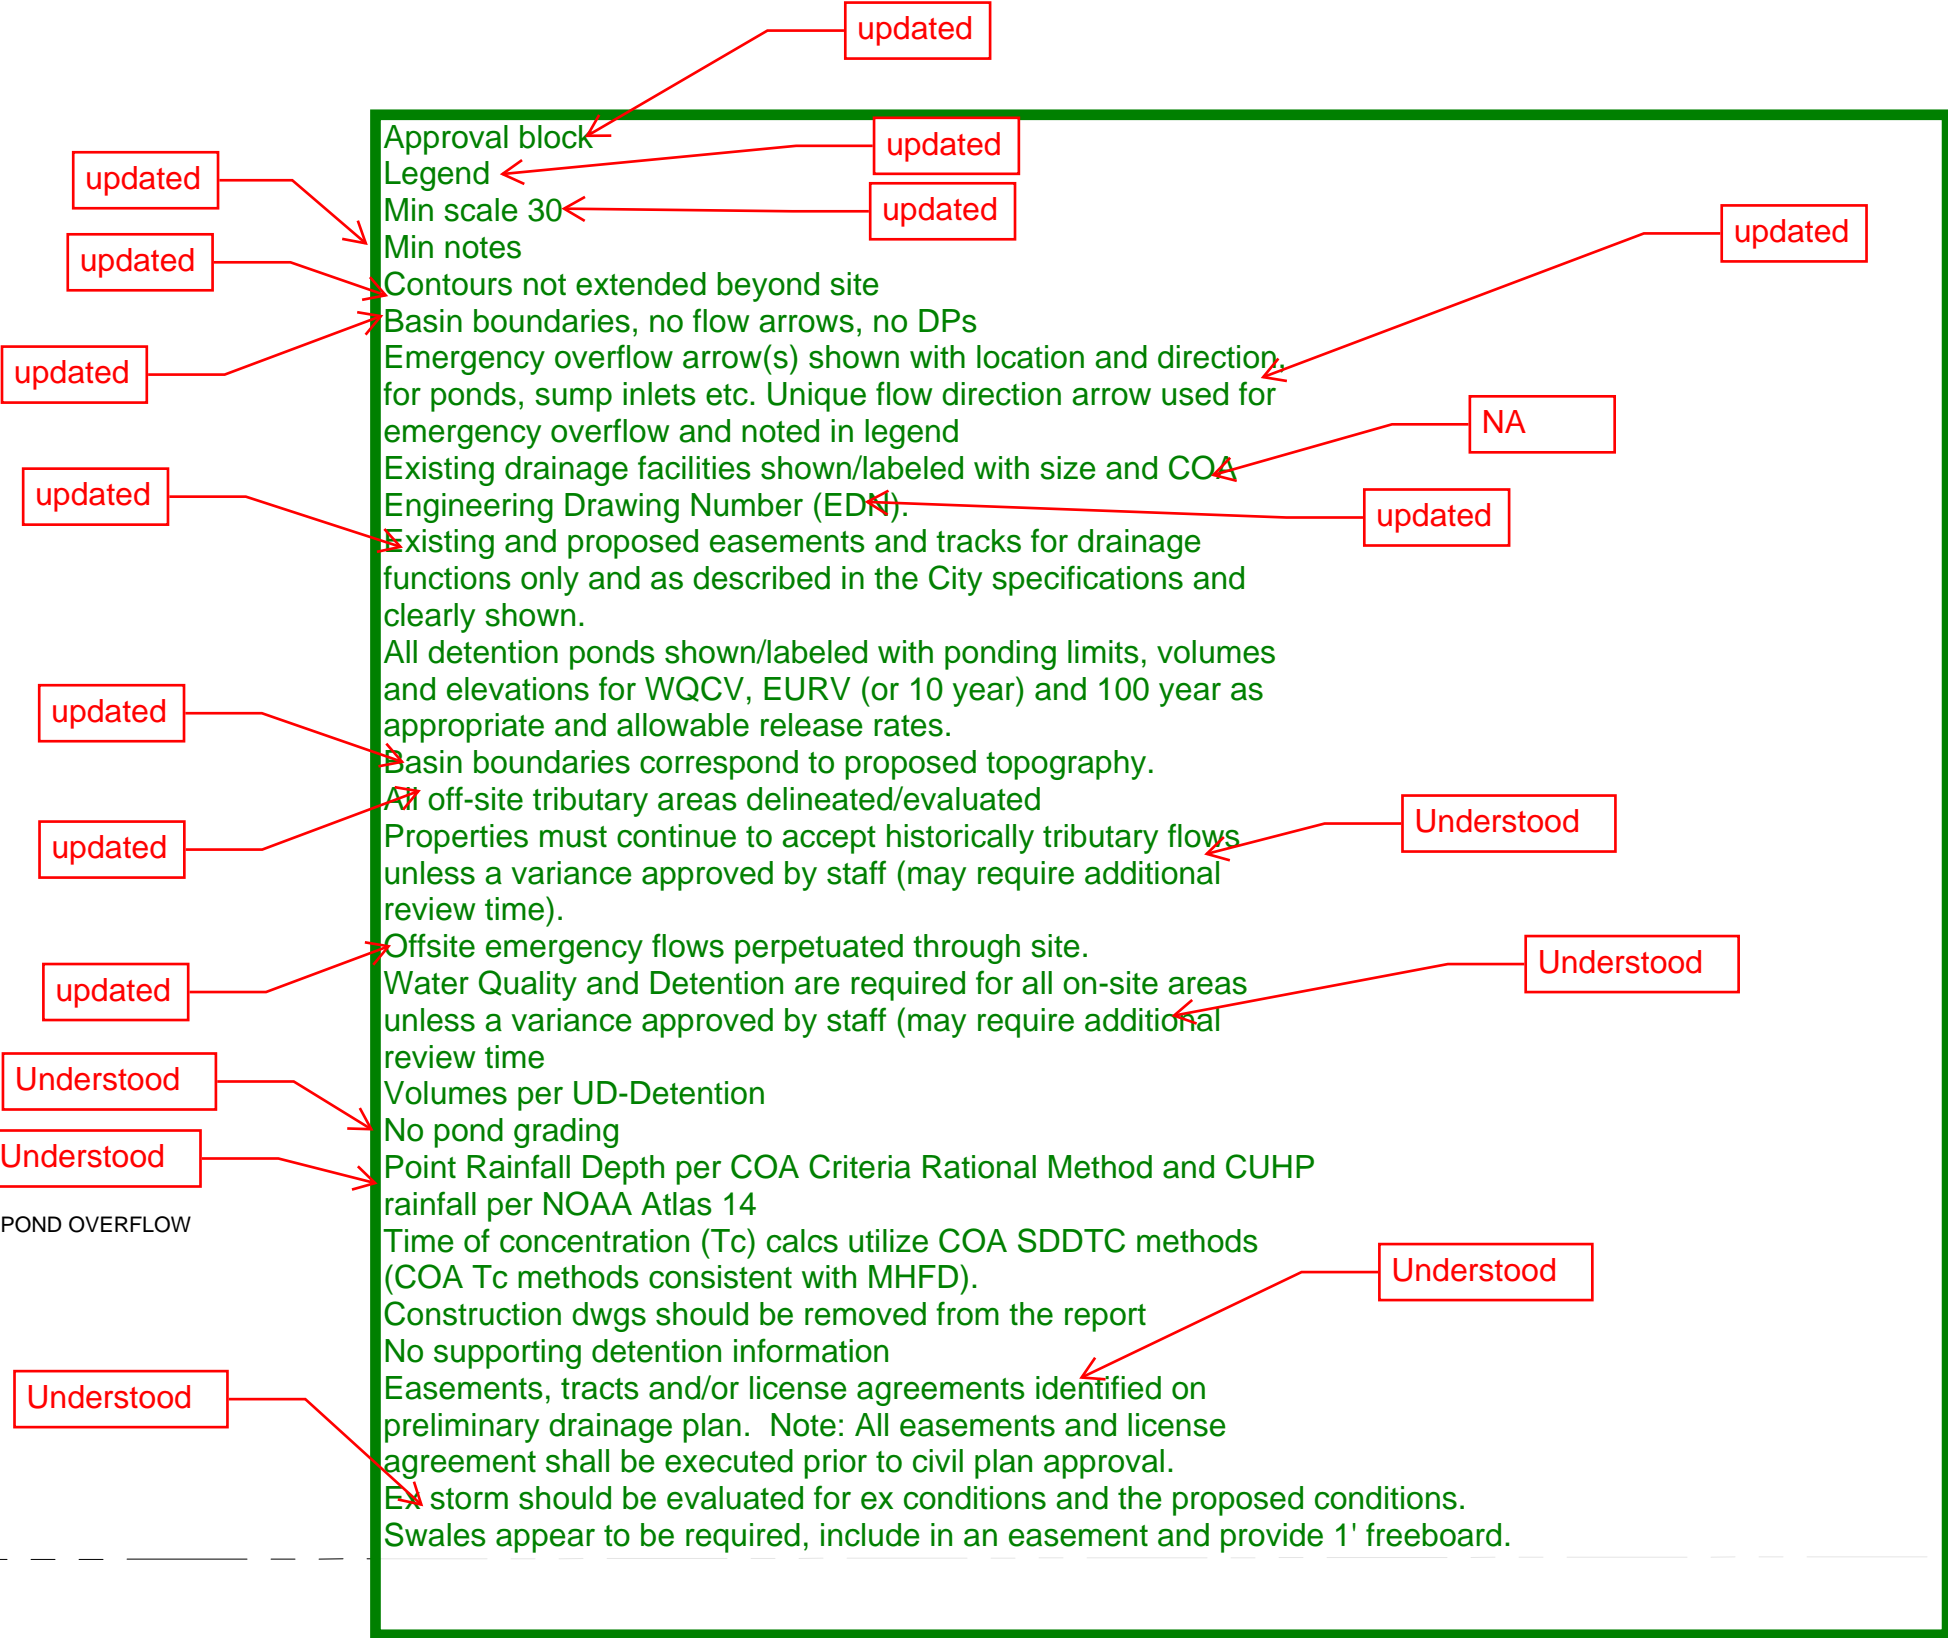 updated
Approval block
updated
Legend
updated
Min scale 30
updated
updated
Min notes
updated
updated
Contours not extended beyond site
Basin boundaries, no flow arrows, no DPs
updated
Emergency overflow arrow(s) shown with location and direction,
for ponds, sump inlets etc. Unique flow direction arrow used for
emergency overflow and noted in legend
NA
Existing drainage facilities shown/labeled with size and COA
Engineering Drawing Number (EDN).
updated
updated
Existing and proposed easements and tracks for drainage
functions only and as described in the City specifications and
clearly shown.
All detention ponds shown/labeled with ponding limits, volumes
and elevations for WQCV, EURV (or 10 year) and 100 year as
appropriate and allowable release rates.
updated
Basin boundaries correspond to proposed topography.
All off-site tributary areas delineated/evaluated
updated
Properties must continue to accept historically tributary flows
unless a variance approved by staff (may require additional
review time).
Understood
Offsite emergency flows perpetuated through site.
updated
Water Quality and Detention are required for all on-site areas
unless a variance approved by staff (may require additional
review time
Understood
Volumes per UD-Detention
No pond grading
Understood
Point Rainfall Depth per COA Criteria Rational Method and CUHP
rainfall per NOAA Atlas 14
Understood
POND OVERFLOW
Time of concentration (Tc) calcs utilize COA SDDTC methods
(COA Tc methods consistent with MHFD).
Construction dwgs should be removed from the report
No supporting detention information
Understood
Easements, tracts and/or license agreements identified on
preliminary drainage plan.  Note: All easements and license
agreement shall be executed prior to civil plan approval.
Understood
Ex storm should be evaluated for ex conditions and the proposed conditions.
Swales appear to be required, include in an easement and provide 1' freeboard.